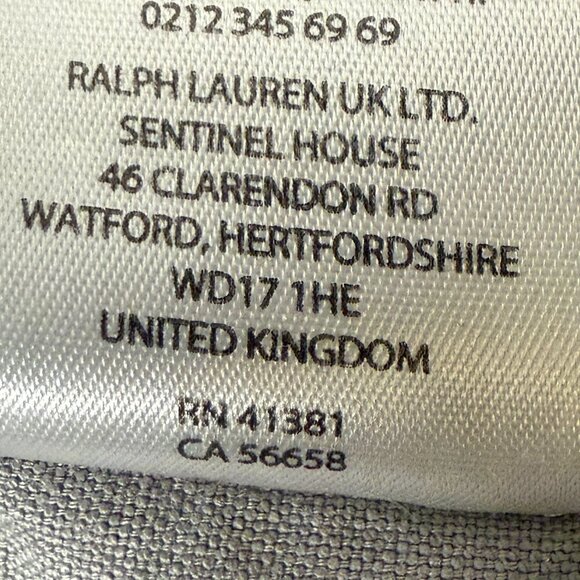 0212 345 69 69
RALPH LAUREN UK LTD.
SENTINEL HOUSE
46 CLARENDON RD
WATFORD, HERTFORDSHIRE
WD17 1HE
UNITED KINGDOM
RN 41381
CA 56658